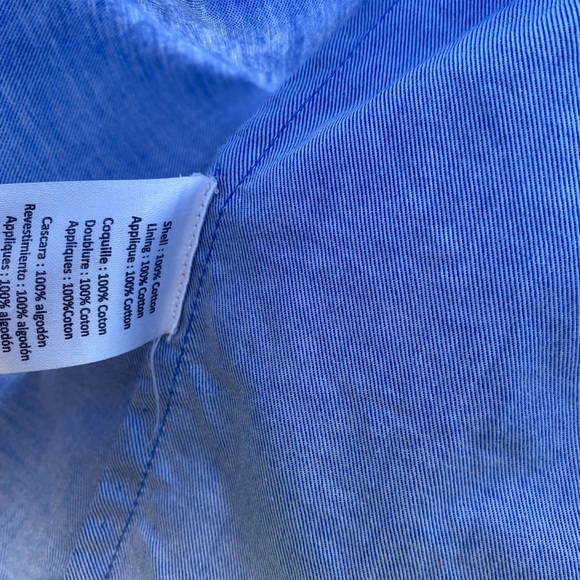 Shell : 100% Cotton
Lining : 100% Cotton
Applique : 100% Cotton
Coquille : 100% Coton
Doublure : 100% Coton
Appliques : 100%Coton
Cascara : 100% algodón
Revestimiento : 100% algodón
Appliques : 100% algodón